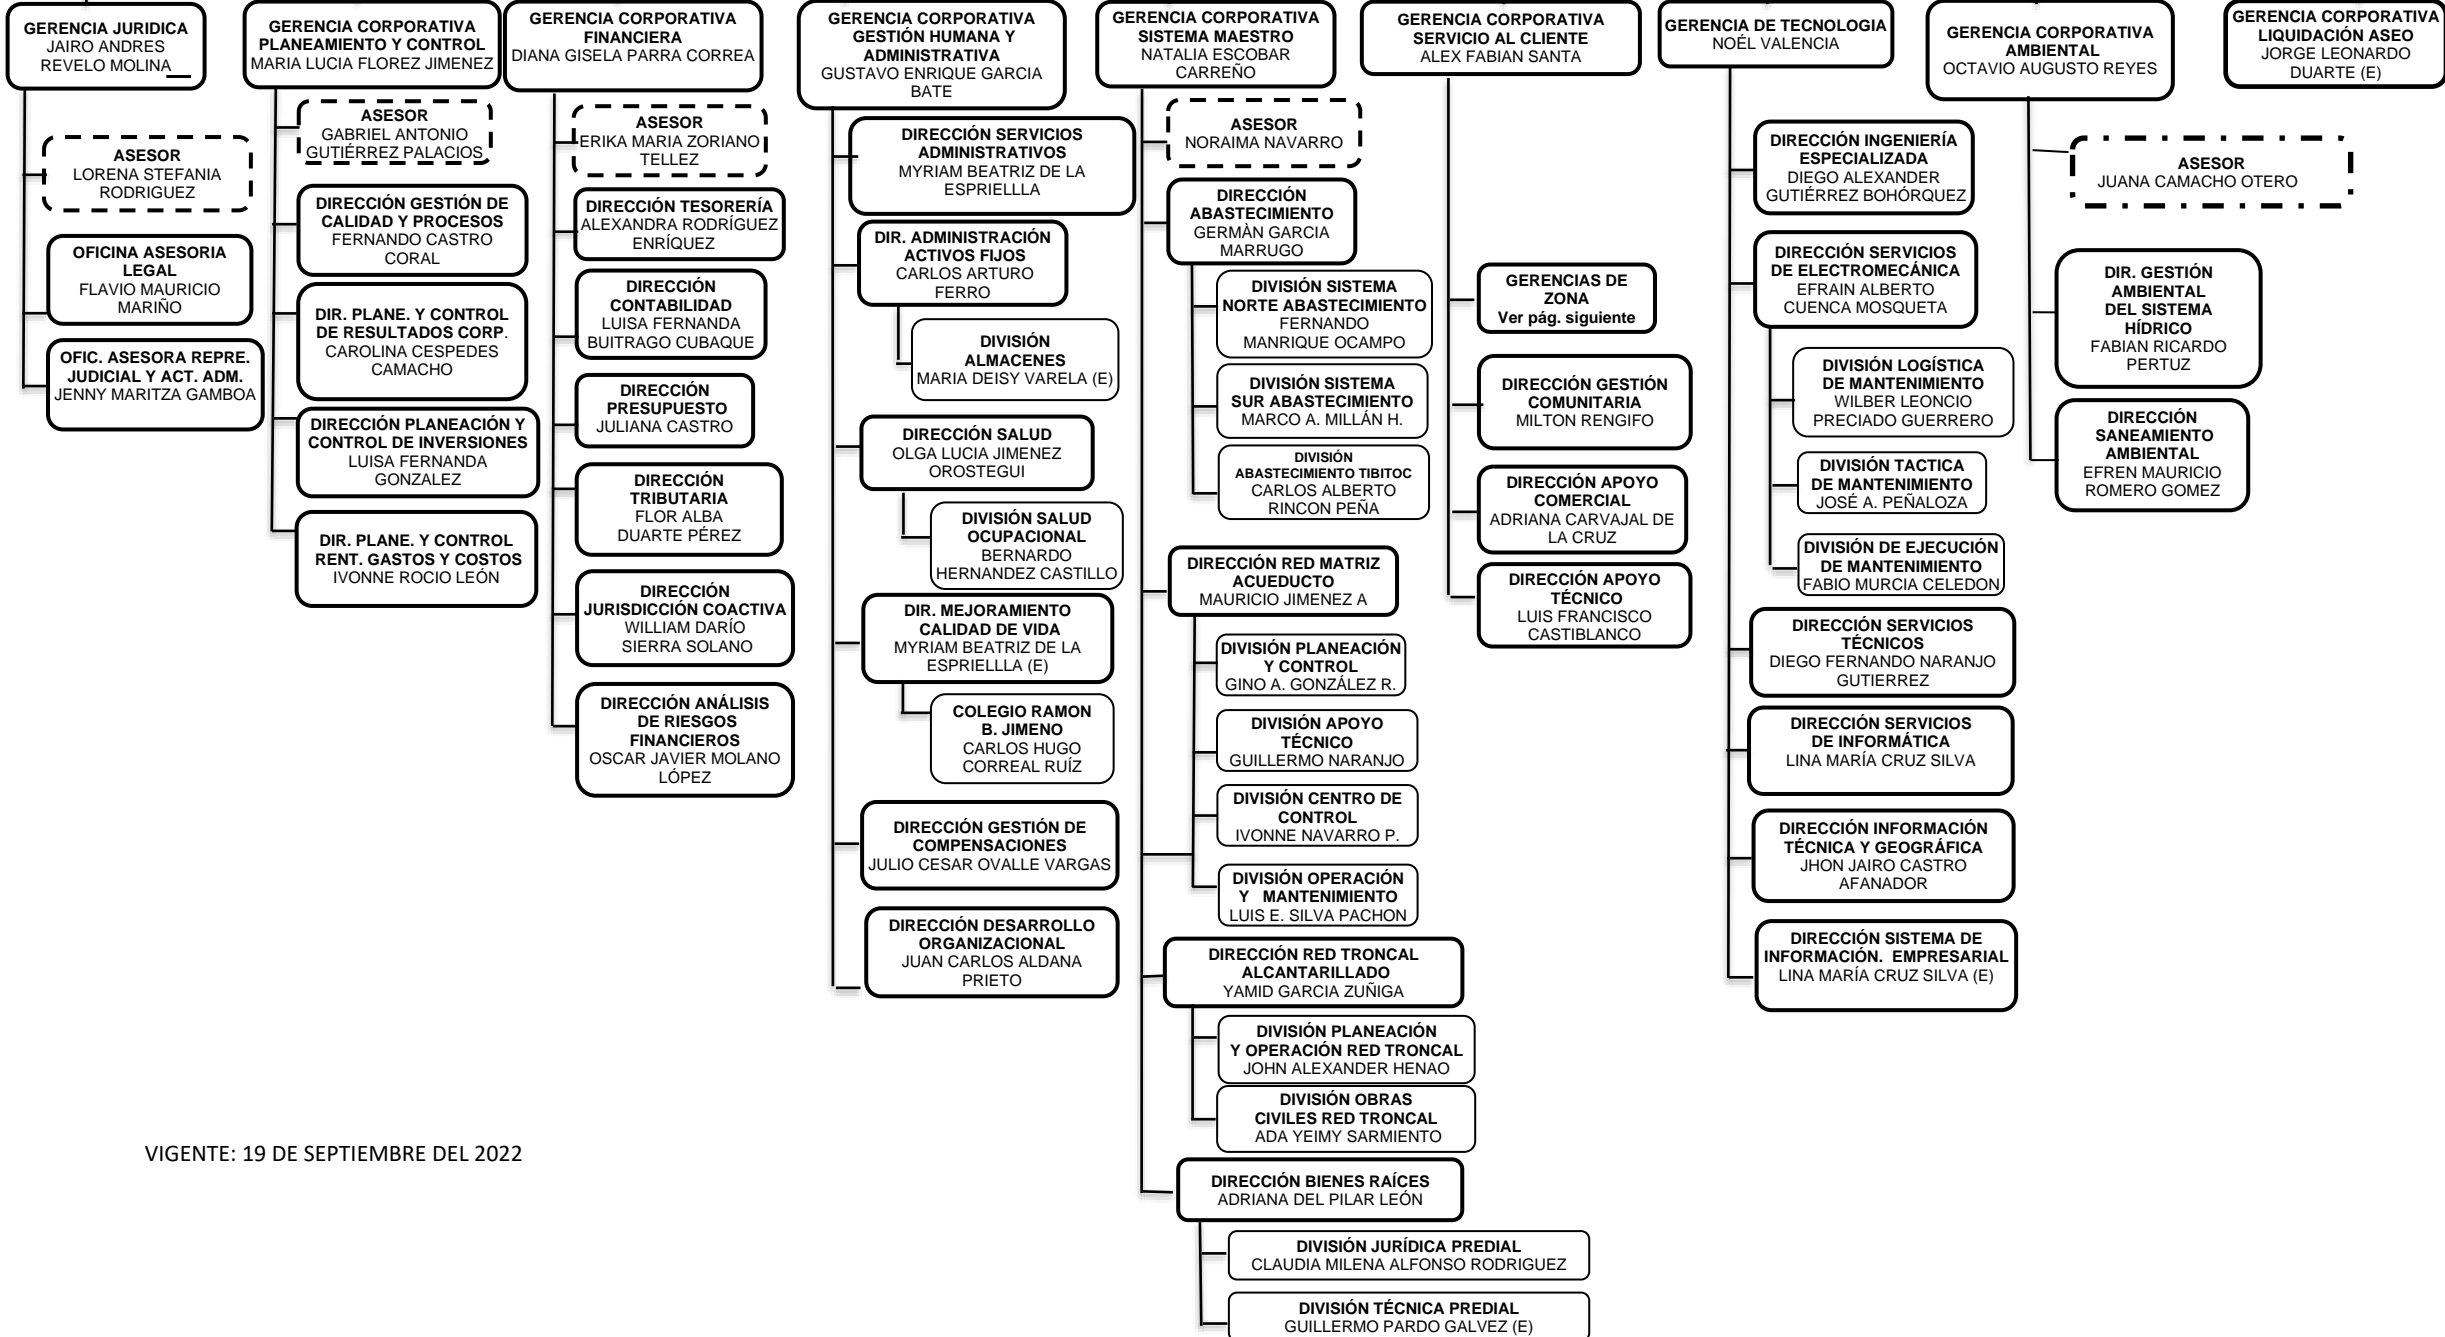 GERENCIA JURIDICA
JAIRO ANDRES
REVELO MOLINA
ASESOR
LORENA STEFANIA
RODRIGUEZ
OFICINA ASESORIA
LEGAL
FLAVIO MAURICIO
MARIÑO
OFIC. ASESORA REPRE.
JUDICIAL Y ACT. ADM.
JENNY MARITZA GAMBOA
GERENCIA CORPORATIVA
PLANEAMIENTO Y CONTROL
MARIA LUCIA FLOREZ JIMENEZ
ASESOR
GABRIEL ANTONIO
GUTIÉRREZ PALACIOS
DIRECCIÓN GESTIÓN DE
CALIDAD Y PROCESOS
FERNANDO CASTRO
CORAL
DIR. PLANE. Y CONTROL
DE RESULTADOS CORP.
CAROLINA CESPEDES
CAMACHO
DIRECCIÓN PLANEACIÓN Y
CONTROL DE INVERSIONES
LUISA FERNANDA
GONZALEZ
DIR. PLANE. Y CONTROL
RENT. GASTOS Y COSTOS
IVONNE ROCIO LEÓN
GERENCIA CORPORATIVA
FINANCIERA
DIANA GISELA PARRA CORREA
ASESOR
ERIKA MARIA ZORIANO
TELLEZ
DIRECCIÓN TESORERÍA
ALEXANDRA RODRÍGUEZ
ENRÍQUEZ
DIRECCIÓN
CONTABILIDAD
LUISA FERNANDA
BUITRAGO CUBAQUE
DIRECCIÓN
PRESUPUESTO
JULIANA CASTRO
DIRECCIÓN
TRIBUTARIA
FLOR ALBA
DUARTE PÉREZ
DIRECCIÓN
JURISDICCIÓN COACTIVA
WILLIAM DARÍO
SIERRA SOLANO
DIRECCIÓN ANÁLISIS
DE RIESGOS
FINANCIEROS
OSCAR JAVIER MOLANO
LÓPEZ
GERENCIA CORPORATIVA
GESTIÓN HUMANA Y
ADMINISTRATIVA
GUSTAVO ENRIQUE GARCIA
BATE
DIRECCIÓN SERVICIOS
ADMINISTRATIVOS
MYRIAM BEATRIZ DE LA
ESPRIELLLA
DIR. ADMINISTRACIÓN
ACTIVOS FIJOS
CARLOS ARTURO
FERRO
DIVISIÓN
ALMACENES
MARIA DEISY VARELA (E)
DIRECCIÓN SALUD
OLGA LUCIA JIMENEZ
OROSTEGUI
DIVISIÓN SALUD
OCUPACIONAL
BERNARDO
HERNANDEZ CASTILLO
DIR. MEJORAMIENTO
CALIDAD DE VIDA
MYRIAM BEATRIZ DE LA
ESPRIELLLA (E)
COLEGIO RAMON
B. JIMENO
CARLOS HUGO
CORREAL RUÍZ
DIRECCIÓN GESTIÓN DE
COMPENSACIONES
JULIO CESAR OVALLE VARGAS
DIRECCIÓN DESARROLLO
ORGANIZACIONAL
JUAN CARLOS ALDANA
PRIETO
GERENCIA CORPORATIVA
SISTEMA MAESTRO
NATALIA ESCOBAR
CARREÑO
ASESOR
NORAIMA NAVARRO
DIRECCIÓN
ABASTECIMIENTO
GERMÀN GARCIA
MARRUGO
DIVISIÓN SISTEMA
NORTE ABASTECIMIENTO
FERNANDO
MANRIQUE OCAMPO
DIVISIÓN SISTEMA
SUR ABASTECIMIENTO
MARCO A. MILLÁN H.
DIVISIÓN
ABASTECIMIENTO TIBITOC
CARLOS ALBERTO
RINCON PEÑA
DIRECCIÓN RED MATRIZ
ACUEDUCTO
MAURICIO JIMENEZ A
DIVISIÓN PLANEACIÓN
Y CONTROL
GINO A. GONZÁLEZ R.
DIVISIÓN APOYO
TÉCNICO
GUILLERMO NARANJO
DIVISIÓN CENTRO DE
CONTROL
IVONNE NAVARRO P.
DIVISIÓN OPERACIÓN
Y MANTENIMIENTO
LUIS E. SILVA PACHON
DIRECCIÓN RED TRONCAL
ALCANTARILLADO
YAMID GARCIA ZUÑIGA
DIVISIÓN PLANEACIÓN
Y OPERACIÓN RED TRONCAL
JOHN ALEXANDER HENAO
DIVISIÓN OBRAS
CIVILES RED TRONCAL
ADA YEIMY SARMIENTO
DIRECCIÓN BIENES RAÍCES
ADRIANA DEL PILAR LEÓN
DIVISIÓN JURÍDICA PREDIAL
CLAUDIA MILENA ALFONSO RODRIGUEZ
DIVISIÓN TÉCNICA PREDIAL
GUILLERMO PARDO GALVEZ (E)
GERENCIA CORPORATIVA
SERVICIO AL CLIENTE
ALEX FABIAN SANTA
GERENCIAS DE
ZONA
Ver pág. siguiente
DIRECCIÓN GESTIÓN
COMUNITARIA
MILTON RENGIFO
DIRECCIÓN APOYO
COMERCIAL
ADRIANA CARVAJAL DE
LA CRUZ
DIRECCIÓN APOYO
TÉCNICO
LUIS FRANCISCO
CASTIBLANCO
GERENCIA DE TECNOLOGIA
NOÉL VALENCIA
DIRECCIÓN INGENIERÍA
ESPECIALIZADA
DIEGO ALEXANDER
GUTIÉRREZ BOHÓRQUEZ
DIRECCIÓN SERVICIOS
DE ELECTROMECÁNICA
EFRAIN ALBERTO
CUENCA MOSQUETA
DIVISIÓN LOGÍSTICA
DE MANTENIMIENTO
WILBER LEONCIO
PRECIADO GUERRERO
DIVISIÓN TACTICA
DE MANTENIMIENTO
JOSÉ A. PEÑALOZA
DIVISIÓN DE EJECUCIÓN
DE MANTENIMIENTO
FABIO MURCIA CELEDON
DIRECCIÓN SERVICIOS
TÉCNICOS
DIEGO FERNANDO NARANJO
GUTIERREZ
DIRECCIÓN SERVICIOS
DE INFORMÁTICA
LINA MARÍA CRUZ SILVA
DIRECCIÓN INFORMACIÓN
TÉCNICA Y GEOGRÁFICA
JHON JAIRO CASTRO
AFANADOR
DIRECCIÓN SISTEMA DE
INFORMACIÓN. EMPRESARIAL
LINA MARÍA CRUZ SILVA (E)
GERENCIA CORPORATIVA
AMBIENTAL
OCTAVIO AUGUSTO REYES
ASESOR
JUANA CAMACHO OTERO
DIR. GESTIÓN
AMBIENTAL
DEL SISTEMA
HÍDRICO
FABIAN RICARDO
PERTUZ
DIRECCIÓN
SANEAMIENTO
AMBIENTAL
EFREN MAURICIO
ROMERO GOMEZ
GERENCIA CORPORATIVA
LIQUIDACIÓN ASEO
JORGE LEONARDO
DUARTE (E)
VIGENTE: 19 DE SEPTIEMBRE DEL 2022